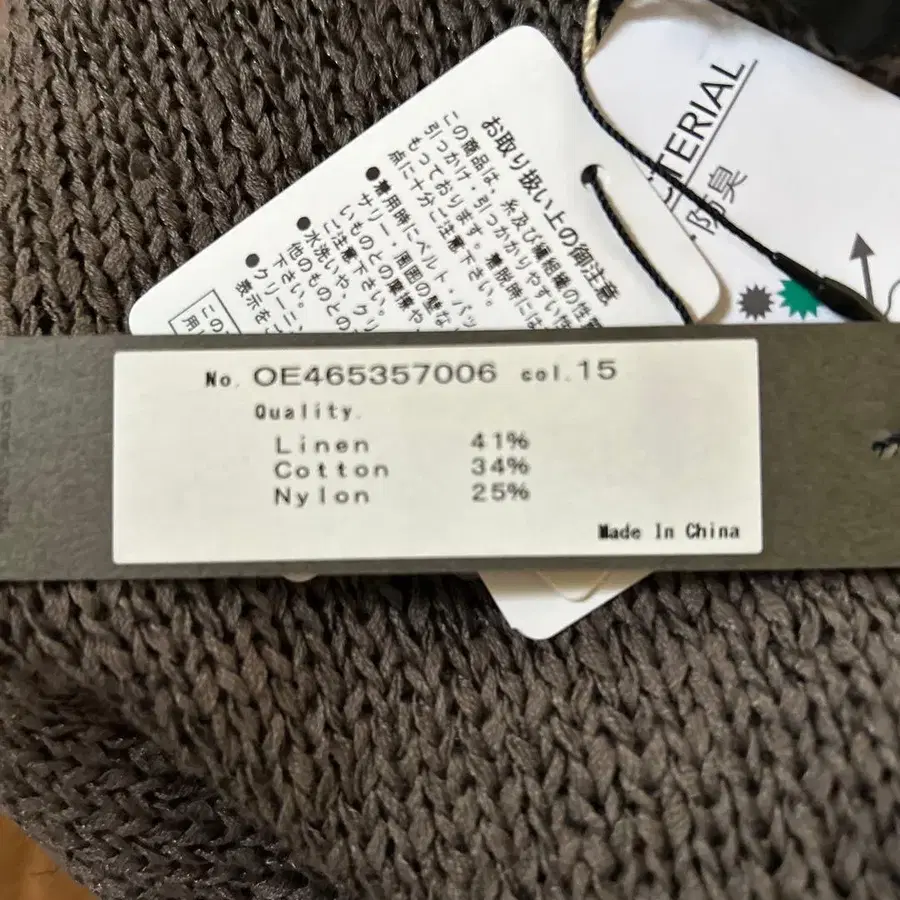 No. OE465357006 col.15
Quality.
Linen 41%
Cotton 34%
Nylon 25%
Made In China
お取り扱い上の御注意
この商品は、糸及び編組織の性質
引っかけ・引っかかりやすい性
もっております。着脱時には
点に十分ご注意下さい。
●着用時にベルト・バッ
いものとの摩擦や
ご注意下さい。
●水洗いや、クリ
他のものとの
下さい。
●クリーニン
表示を
この
用
TERIAL
防臭